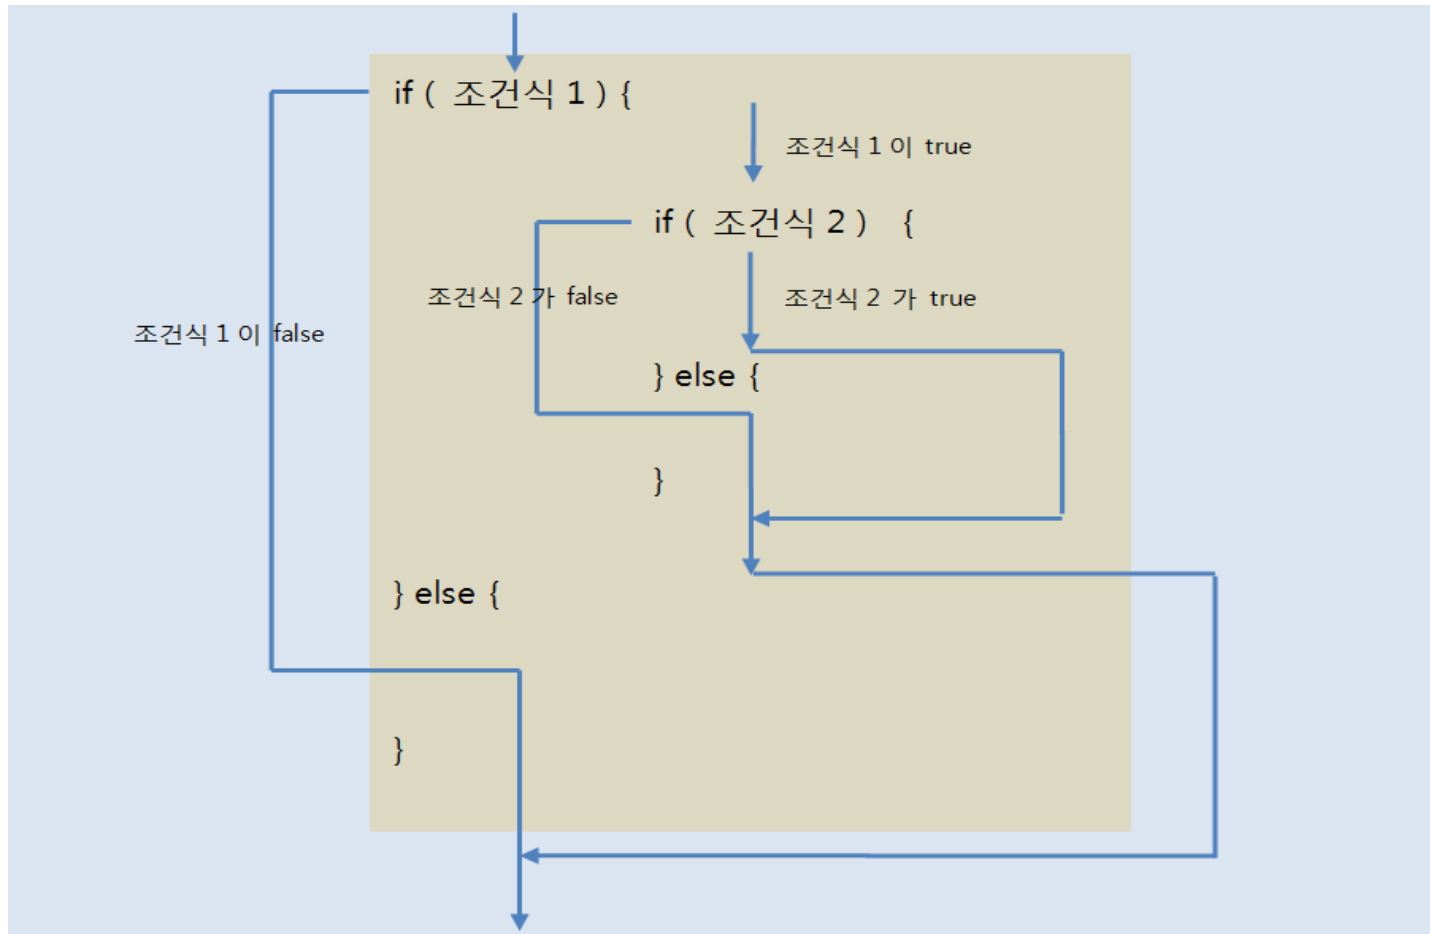 if ( 조건식 1 ) {
조건식 1 이 true
if ( 조건식 2 ) {
조건식 2 가 false
조건식 2 가 true
조건식 1 이 false
} else {
}
} else {
}